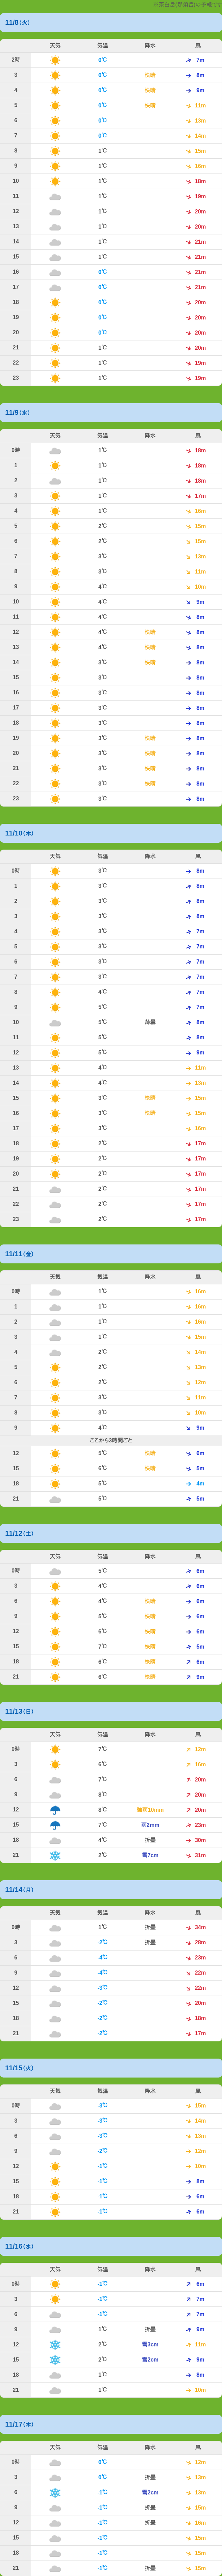 ※茶臼岳(那須岳)の予報です
11/8(火)
天気 気温 降水 風
2時 0℃ 7m
3 0℃ 快晴 8m
4 0℃ 快晴 9m
5 0℃ 快晴 11m
6 0℃ 13m
7 0℃ 14m
8 1℃ 15m
9 1℃ 16m
10 1℃ 18m
11 1℃ 19m
12 1℃ 20m
13 1℃ 20m
14 1℃ 21m
15 1℃ 21m
16 0℃ 21m
17 0℃ 21m
18 0℃ 20m
19 0℃ 20m
20 0℃ 20m
21 1℃ 20m
22 1℃ 19m
23 1℃ 19m
11/9(水)
天気 気温 降水 風
0時 1℃ 18m
1 1℃ 18m
2 1℃ 18m
3 1℃ 17m
4 1℃ 16m
5 2℃ 15m
6 2℃ 15m
7 3℃ 13m
8 3℃ 11m
9 4℃ 10m
10 4℃ 9m
11 4℃ 8m
12 4℃ 快晴 8m
13 4℃ 快晴 8m
14 3℃ 快晴 8m
15 3℃ 8m
16 3℃ 8m
17 3℃ 8m
18 3℃ 8m
19 3℃ 快晴 8m
20 3℃ 快晴 8m
21 3℃ 快晴 8m
22 3℃ 快晴 8m
23 3℃ 8m
11/10(木)
天気 気温 降水 風
0時 3℃ 8m
1 3℃ 8m
2 3℃ 8m
3 3℃ 8m
4 3℃ 7m
5 3℃ 7m
6 3℃ 7m
7 3℃ 7m
8 4℃ 7m
9 5℃ 7m
10 5℃ 薄曇 8m
11 5℃ 8m
12 5℃ 9m
13 4℃ 11m
14 4℃ 13m
15 3℃ 快晴 15m
16 3℃ 快晴 15m
17 3℃ 16m
18 2℃ 17m
19 2℃ 17m
20 2℃ 17m
21 2℃ 17m
22 2℃ 17m
23 2℃ 17m
11/11(金)
天気 気温 降水 風
0時 1℃ 16m
1 1℃ 16m
2 1℃ 16m
3 1℃ 15m
4 2℃ 14m
5 2℃ 13m
6 2℃ 12m
7 3℃ 11m
8 3℃ 10m
9 4℃ 9m
ここから3時間ごと
12 5℃ 快晴 6m
15 6℃ 快晴 5m
18 5℃ 4m
21 5℃ 5m
11/12(土)
天気 気温 降水 風
0時 5℃ 6m
3 4℃ 6m
6 4℃ 快晴 6m
9 5℃ 快晴 6m
12 6℃ 快晴 6m
15 7℃ 快晴 5m
18 6℃ 快晴 6m
21 6℃ 快晴 9m
11/13(日)
天気 気温 降水 風
0時 7℃ 12m
3 6℃ 16m
6 7℃ 20m
9 8℃ 20m
12 8℃ 強雨10mm 20m
15 7℃ 雨2mm 23m
18 4℃ 折曇 30m
21 2℃ 雪7cm 31m
11/14(月)
天気 気温 降水 風
0時 1℃ 折曇 34m
3 -2℃ 折曇 28m
6 -4℃ 23m
9 -4℃ 22m
12 -3℃ 22m
15 -2℃ 20m
18 -2℃ 18m
21 -2℃ 17m
11/15(火)
天気 気温 降水 風
0時 -3℃ 15m
3 -3℃ 14m
6 -3℃ 13m
9 -2℃ 12m
12 -1℃ 10m
15 -1℃ 8m
18 -1℃ 6m
21 -1℃ 6m
11/16(水)
天気 気温 降水 風
0時 -1℃ 6m
3 -1℃ 7m
6 -1℃ 7m
9 1℃ 折曇 9m
12 2℃ 雪3cm 11m
15 2℃ 雪2cm 9m
18 1℃ 8m
21 1℃ 10m
11/17(木)
天気 気温 降水 風
0時 0℃ 12m
3 0℃ 折曇 13m
6 -1℃ 雪2cm 13m
9 -1℃ 折曇 15m
12 -1℃ 折曇 15m
15 -1℃ 15m
18 -1℃ 15m
21 -1℃ 折曇 15m